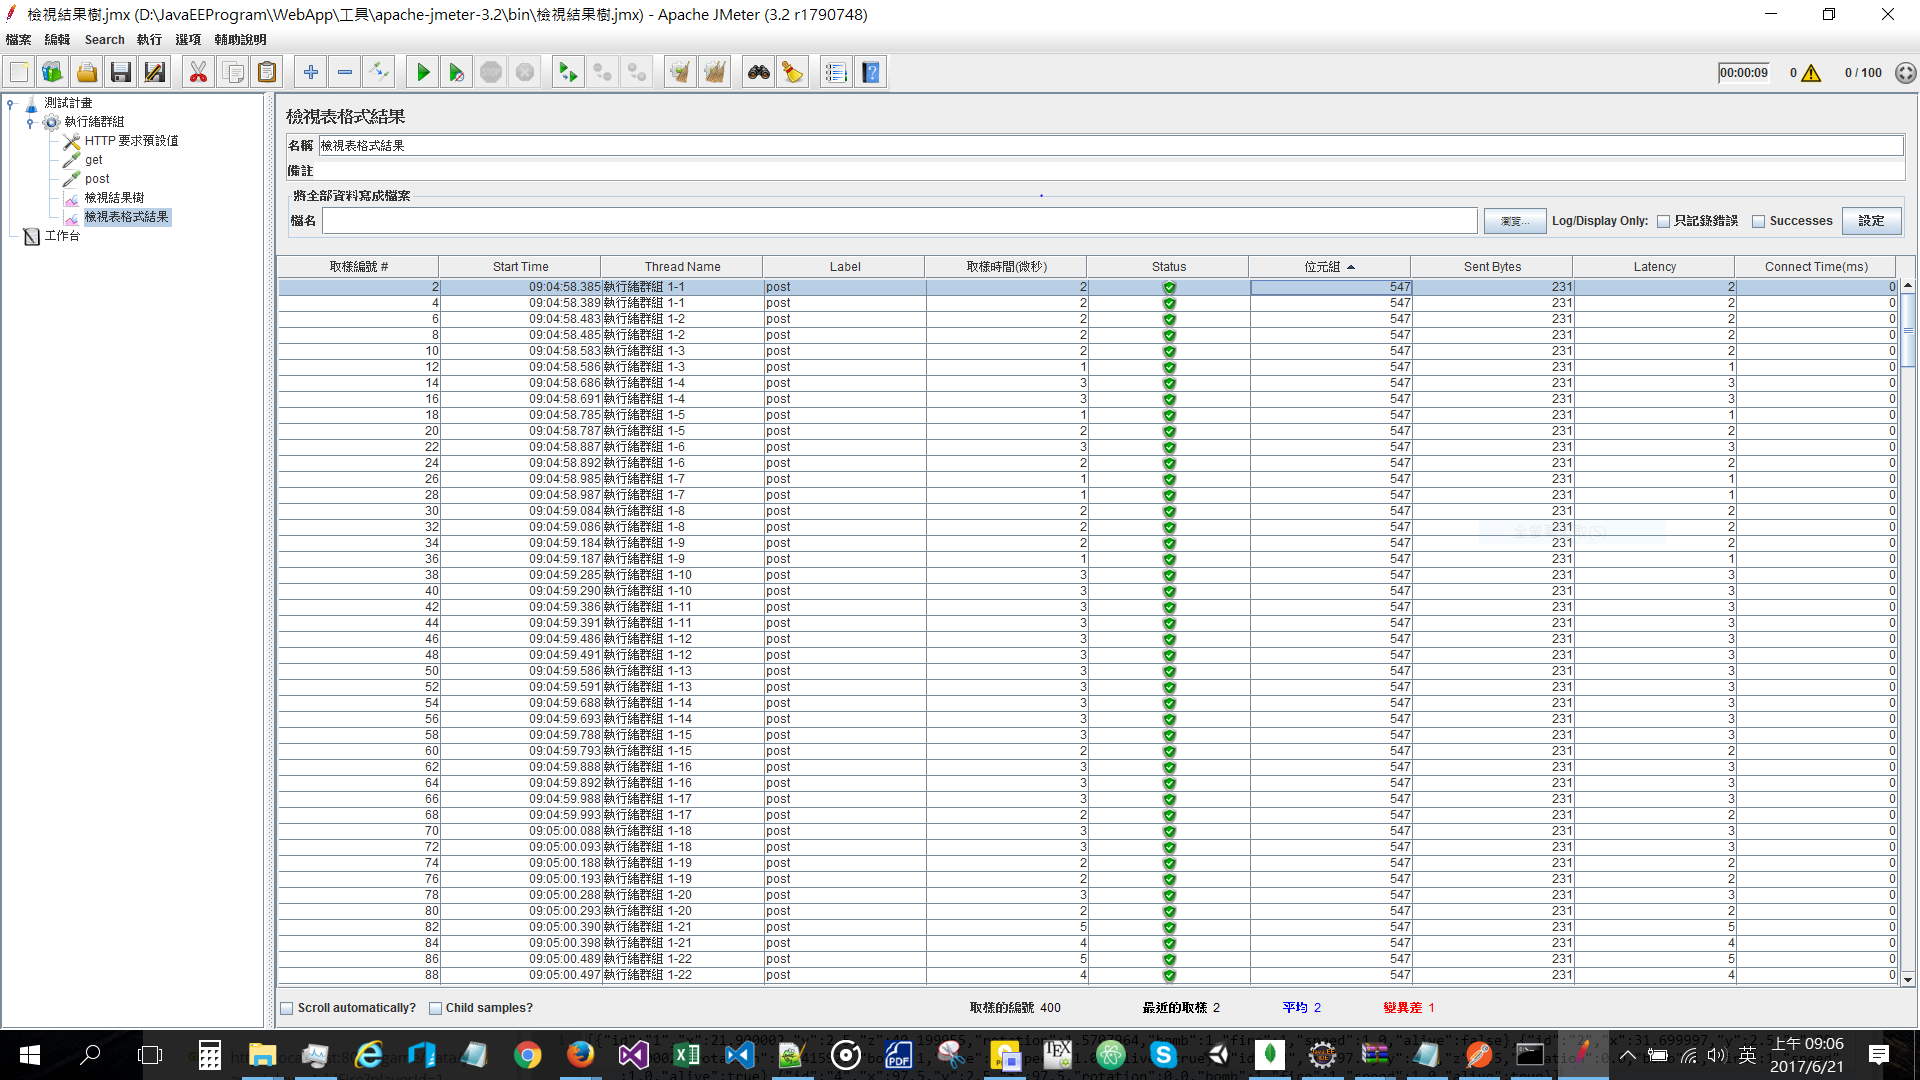 檢視結果樹.jmx (D:\JavaEEProgram\WebApp\工具\apache-jmeter-3.2\bin\檢視結果樹.jmx) - Apache JMeter (3.2 r1790748)
檔案 編輯 Search 執行 選項 輔助說明
00:00:09 0 0 / 100
測試計畫
執行緒群組
HTTP 要求預設值
get
post
檢視結果樹
檢視表格式結果
工作台
檢視表格式結果
名稱 檢視表格式結果
備註
將全部資料寫成檔案
檔名 瀏覽... Log/Display Only: 只記錄錯誤 Successes 設定
取樣編號 # Start Time Thread Name Label 取樣時間(微秒) Status 位元組 Sent Bytes Latency Connect Time(ms)
2 09:04:58.385 執行緒群組 1-1 post 2 547 231 2 0
4 09:04:58.389 執行緒群組 1-1 post 2 547 231 2 0
6 09:04:58.483 執行緒群組 1-2 post 2 547 231 2 0
8 09:04:58.485 執行緒群組 1-2 post 2 547 231 2 0
10 09:04:58.583 執行緒群組 1-3 post 2 547 231 2 0
12 09:04:58.586 執行緒群組 1-3 post 1 547 231 1 0
14 09:04:58.686 執行緒群組 1-4 post 3 547 231 3 0
16 09:04:58.691 執行緒群組 1-4 post 3 547 231 3 0
18 09:04:58.785 執行緒群組 1-5 post 1 547 231 1 0
20 09:04:58.787 執行緒群組 1-5 post 2 547 231 2 0
22 09:04:58.887 執行緒群組 1-6 post 3 547 231 3 0
24 09:04:58.892 執行緒群組 1-6 post 2 547 231 2 0
26 09:04:58.985 執行緒群組 1-7 post 1 547 231 1 0
28 09:04:58.987 執行緒群組 1-7 post 1 547 231 1 0
30 09:04:59.084 執行緒群組 1-8 post 2 547 231 2 0
32 09:04:59.086 執行緒群組 1-8 post 2 547 231 2 0
34 09:04:59.184 執行緒群組 1-9 post 2 547 231 2 0
36 09:04:59.187 執行緒群組 1-9 post 1 547 231 1 0
38 09:04:59.285 執行緒群組 1-10 post 3 547 231 3 0
40 09:04:59.290 執行緒群組 1-10 post 3 547 231 3 0
42 09:04:59.386 執行緒群組 1-11 post 3 547 231 3 0
44 09:04:59.391 執行緒群組 1-11 post 3 547 231 3 0
46 09:04:59.486 執行緒群組 1-12 post 3 547 231 3 0
48 09:04:59.491 執行緒群組 1-12 post 3 547 231 3 0
50 09:04:59.586 執行緒群組 1-13 post 3 547 231 3 0
52 09:04:59.591 執行緒群組 1-13 post 3 547 231 3 0
54 09:04:59.688 執行緒群組 1-14 post 3 547 231 3 0
56 09:04:59.693 執行緒群組 1-14 post 3 547 231 3 0
58 09:04:59.788 執行緒群組 1-15 post 3 547 231 3 0
60 09:04:59.793 執行緒群組 1-15 post 2 547 231 2 0
62 09:04:59.888 執行緒群組 1-16 post 3 547 231 3 0
64 09:04:59.892 執行緒群組 1-16 post 3 547 231 3 0
66 09:04:59.988 執行緒群組 1-17 post 3 547 231 3 0
68 09:04:59.993 執行緒群組 1-17 post 2 547 231 2 0
70 09:05:00.088 執行緒群組 1-18 post 3 547 231 3 0
72 09:05:00.093 執行緒群組 1-18 post 3 547 231 3 0
74 09:05:00.188 執行緒群組 1-19 post 2 547 231 2 0
76 09:05:00.193 執行緒群組 1-19 post 2 547 231 2 0
78 09:05:00.288 執行緒群組 1-20 post 3 547 231 3 0
80 09:05:00.293 執行緒群組 1-20 post 2 547 231 2 0
82 09:05:00.390 執行緒群組 1-21 post 5 547 231 5 0
84 09:05:00.398 執行緒群組 1-21 post 4 547 231 4 0
86 09:05:00.489 執行緒群組 1-22 post 5 547 231 5 0
88 09:05:00.497 執行緒群組 1-22 post 4 547 231 4 0
Scroll automatically? Child samples? 取樣的編號 400 最近的取樣 2 平均 2 變異差 1
英 上午 09:06
2017/6/21